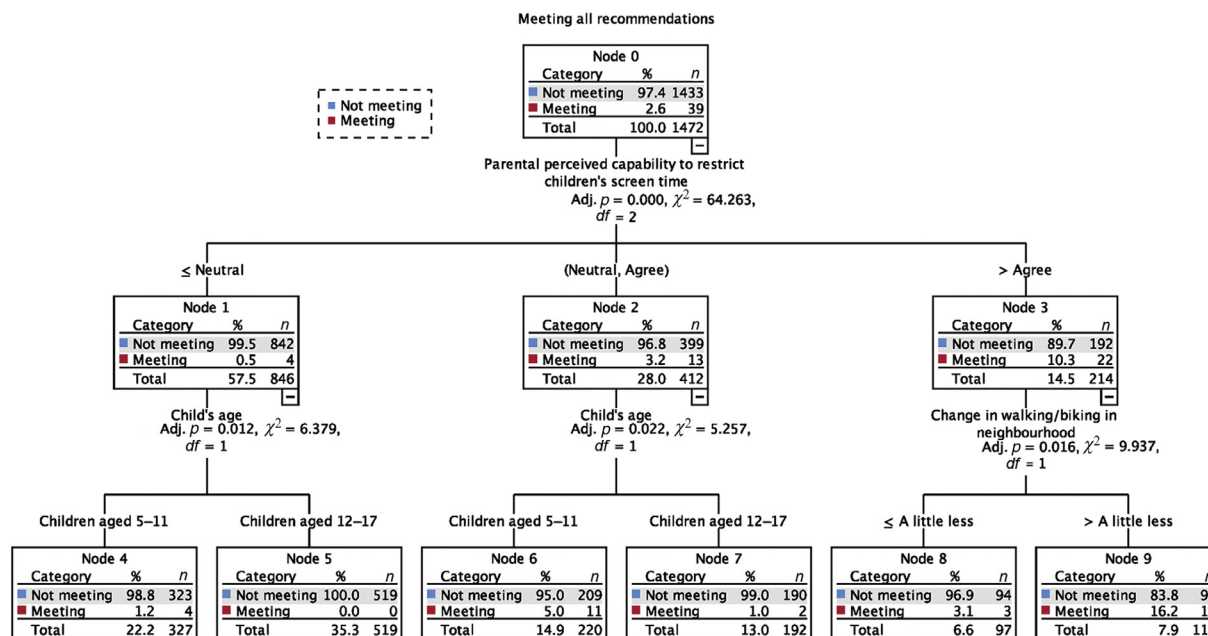 Meeting all recommendations
Not meeting
Meeting
Node 0
Category % n
Not meeting 97.4 1433
Meeting 2.6 39
Total 100.0 1472
Parental perceived capability to restrict
children's screen time
Adj. p = 0.000, χ² = 64.263,
df = 2
≤ Neutral
(Neutral, Agree)
> Agree
Node 1
Category % n
Not meeting 99.5 842
Meeting 0.5 4
Total 57.5 846
Node 2
Category % n
Not meeting 96.8 399
Meeting 3.2 13
Total 28.0 412
Node 3
Category % n
Not meeting 89.7 192
Meeting 10.3 22
Total 14.5 214
Child's age
Adj. p = 0.012, χ² = 6.379,
df = 1
Child's age
Adj. p = 0.022, χ² = 5.257,
df = 1
Change in walking/biking in
neighbourhood
Adj. p = 0.016, χ² = 9.937,
df = 1
Children aged 5–11
Children aged 12–17
Children aged 5–11
Children aged 12–17
≤ A little less
> A little less
Node 4
Category % n
Not meeting 98.8 323
Meeting 1.2 4
Total 22.2 327
Node 5
Category % n
Not meeting 100.0 519
Meeting 0.0 0
Total 35.3 519
Node 6
Category % n
Not meeting 95.0 209
Meeting 5.0 11
Total 14.9 220
Node 7
Category % n
Not meeting 99.0 190
Meeting 1.0 2
Total 13.0 192
Node 8
Category % n
Not meeting 96.9 94
Meeting 3.1 3
Total 6.6 97
Node 9
Category %
Not meeting 83.8
Meeting 16.2
Total 7.9